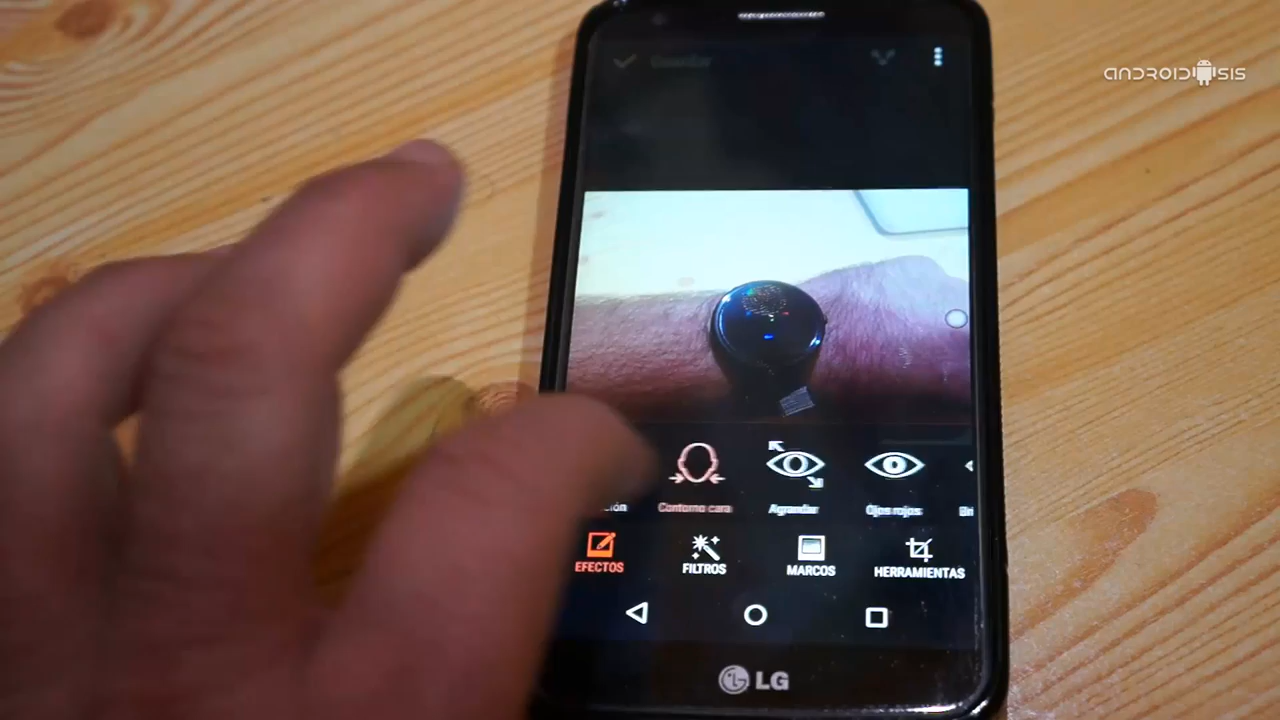 ANDROIDSIS
Contorno cara
Agrandar
Ojos rojos
EFECTOS
FILTROS
MARCOS
HERRAMIENTAS
LG